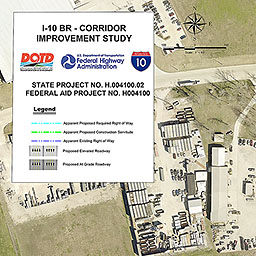 I-10 BR - CORRIDOR
IMPROVEMENT STUDY
DOTD
U.S. Department of Transportation
Federal Highway
Administration
INTERSTATE
10
STATE PROJECT NO. H.004100.02
FEDERAL AID PROJECT NO. H004100
Legend
Apparent Proposed Required Right of Way
Apparent Proposed Construction Servitude
Apparent Existing Right of Way
Proposed Elevated Roadway
Proposed At Grade Roadway